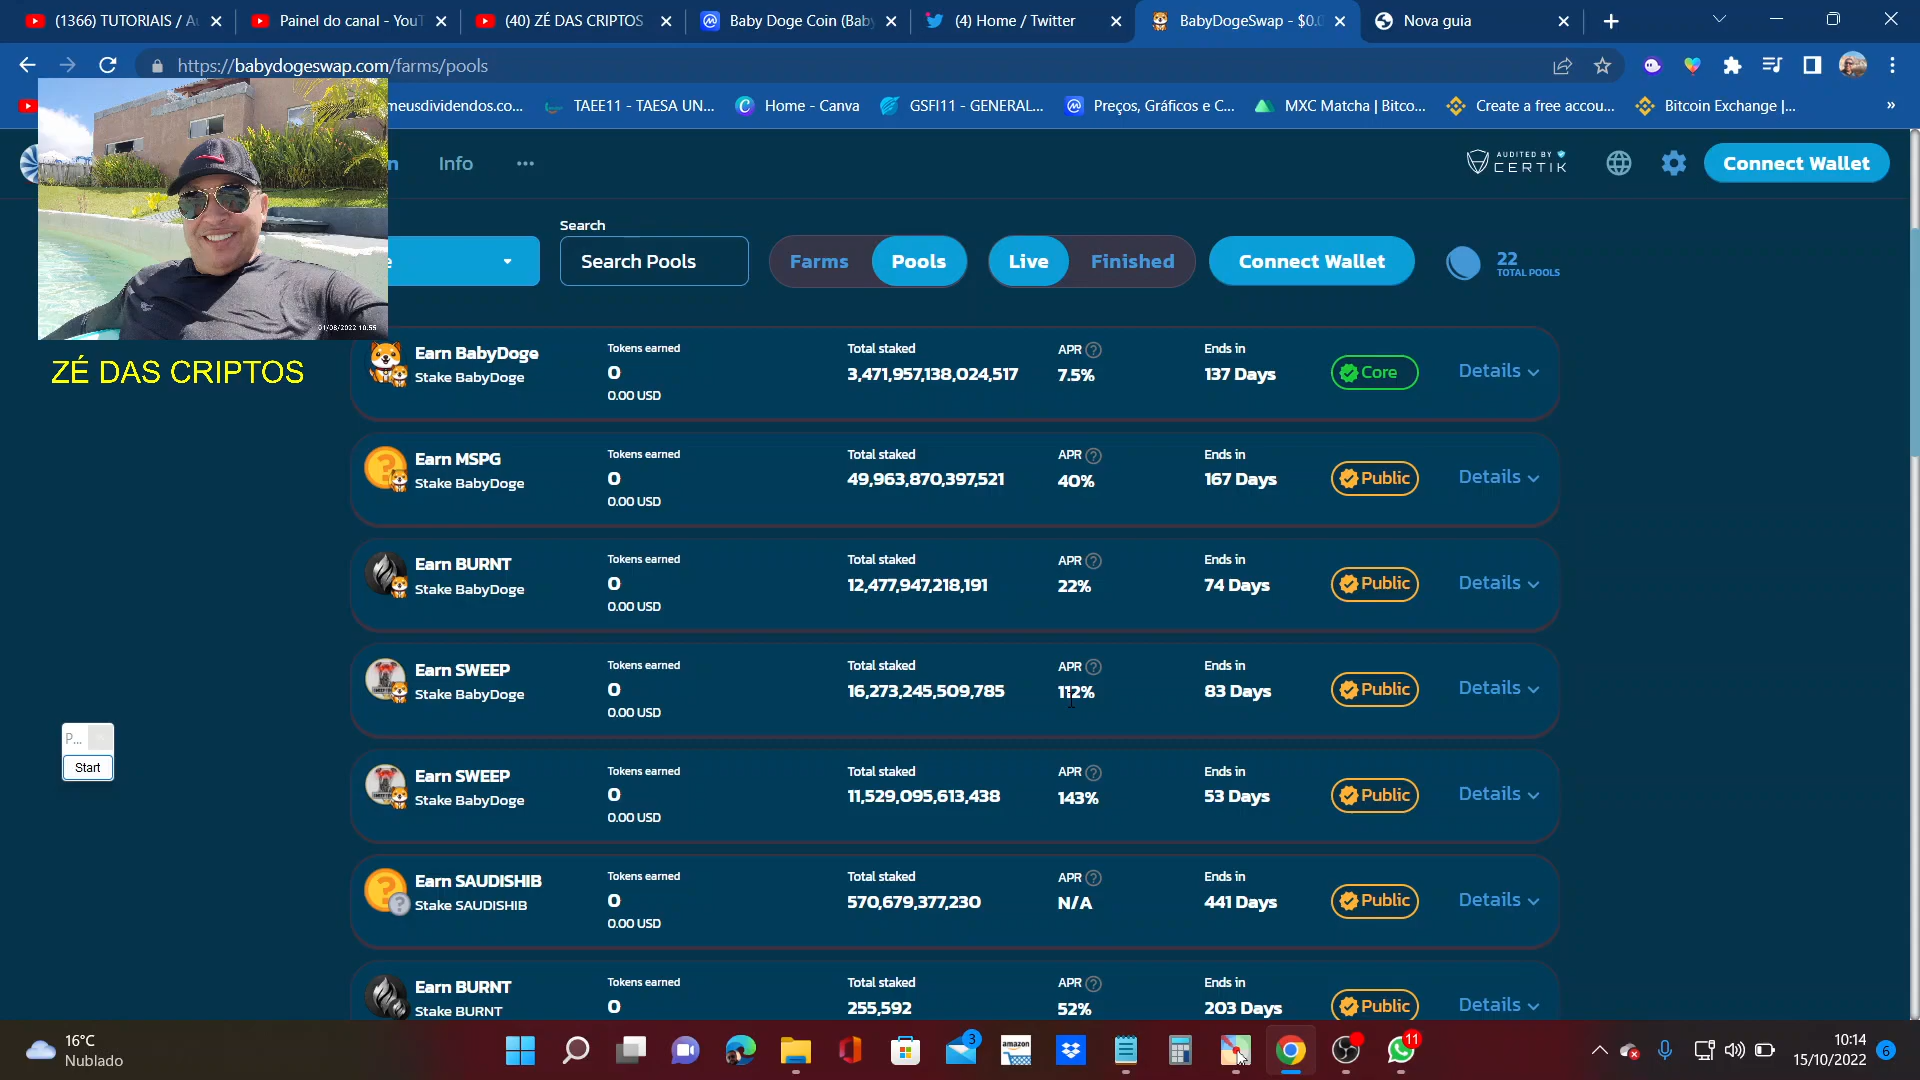 (1366) TUTORIAIS / A
Painel do canal - YouT
(40) ZÉ DAS CRIPTOS
Baby Doge Coin (Baby
(4) Home / Twitter
BabyDogeSwap - $0.0
Nova guia
https://babydogeswap.com/farms/pools
meusdividendos.co...
TAEE11 - TAESA UN...
Home - Canva
GSFI11 - GENERAL...
Preços, Gráficos e C...
MXC Matcha | Bitco...
Create a free accou...
Bitcoin Exchange |...
»
Info
AUDITED BY
CERTIK
Connect Wallet
Search
Search Pools
Farms
Pools
Live
Finished
Connect Wallet
22
TOTAL POOLS
01/08/2022 10:55
ZÉ DAS CRIPTOS
Earn BabyDoge
Stake BabyDoge
Tokens earned
0
0.00 USD
Total staked
3,471,957,138,024,517
APR ?
7.5%
Ends in
137 Days
Core
Details
Earn MSPG
Stake BabyDoge
Tokens earned
0
0.00 USD
Total staked
49,963,870,397,521
APR ?
40%
Ends in
167 Days
Public
Details
Earn BURNT
Stake BabyDoge
Tokens earned
0
0.00 USD
Total staked
12,477,947,218,191
APR ?
22%
Ends in
74 Days
Public
Details
Earn SWEEP
Stake BabyDoge
Tokens earned
0
0.00 USD
Total staked
16,273,245,509,785
APR ?
112%
Ends in
83 Days
Public
Details
Earn SWEEP
Stake BabyDoge
Tokens earned
0
0.00 USD
Total staked
11,529,095,613,438
APR ?
143%
Ends in
53 Days
Public
Details
Earn SAUDISHIB
Stake SAUDISHIB
Tokens earned
0
0.00 USD
Total staked
570,679,377,230
APR ?
N/A
Ends in
441 Days
Public
Details
Earn BURNT
Stake BURNT
Tokens earned
0
Total staked
255,592
APR ?
52%
Ends in
203 Days
Public
Details
P...
Start
16°C
Nublado
3
amazon
11
10:14
15/10/2022
6